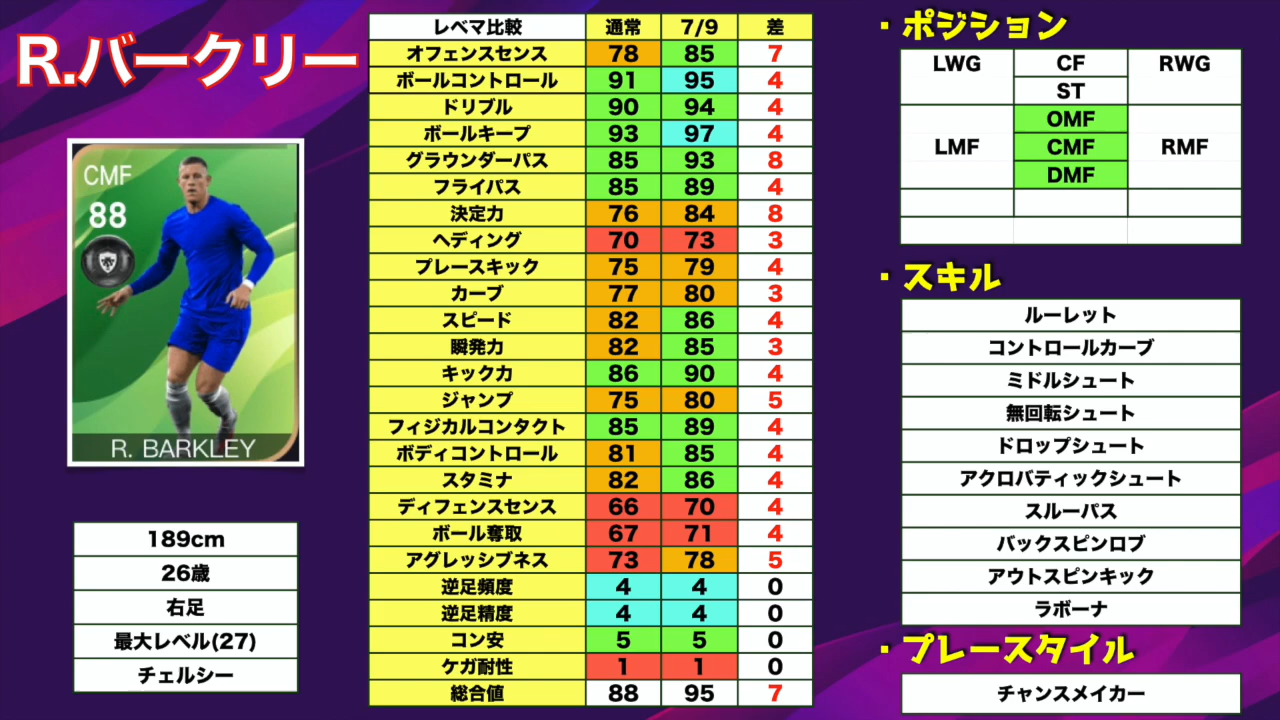 R.バークリー
CMF
88
R. BARKLEY
189cm
26歳
右足
最大レベル(27)
チェルシー
レベマ比較 通常 7/9 差
オフェンスセンス 78 85 7
ボールコントロール 91 95 4
ドリブル 90 94 4
ボールキープ 93 97 4
グラウンダーパス 85 93 8
フライパス 85 89 4
決定力 76 84 8
ヘディング 70 73 3
プレースキック 75 79 4
カーブ 77 80 3
スピード 82 86 4
瞬発力 82 85 3
キック力 86 90 4
ジャンプ 75 80 5
フィジカルコンタクト 85 89 4
ボディコントロール 81 85 4
スタミナ 82 86 4
ディフェンスセンス 66 70 4
ボール奪取 67 71 4
アグレッシブネス 73 78 5
逆足頻度 4 4 0
逆足精度 4 4 0
コン安 5 5 0
ケガ耐性 1 1 0
総合値 88 95 7
・ポジション
LWG CF RWG
ST
OMF
LMF CMF RMF
DMF
・スキル
ルーレット
コントロールカーブ
ミドルシュート
無回転シュート
ドロップシュート
アクロバティックシュート
スルーパス
バックスピンロブ
アウトスピンキック
ラボーナ
・プレースタイル
チャンスメイカー